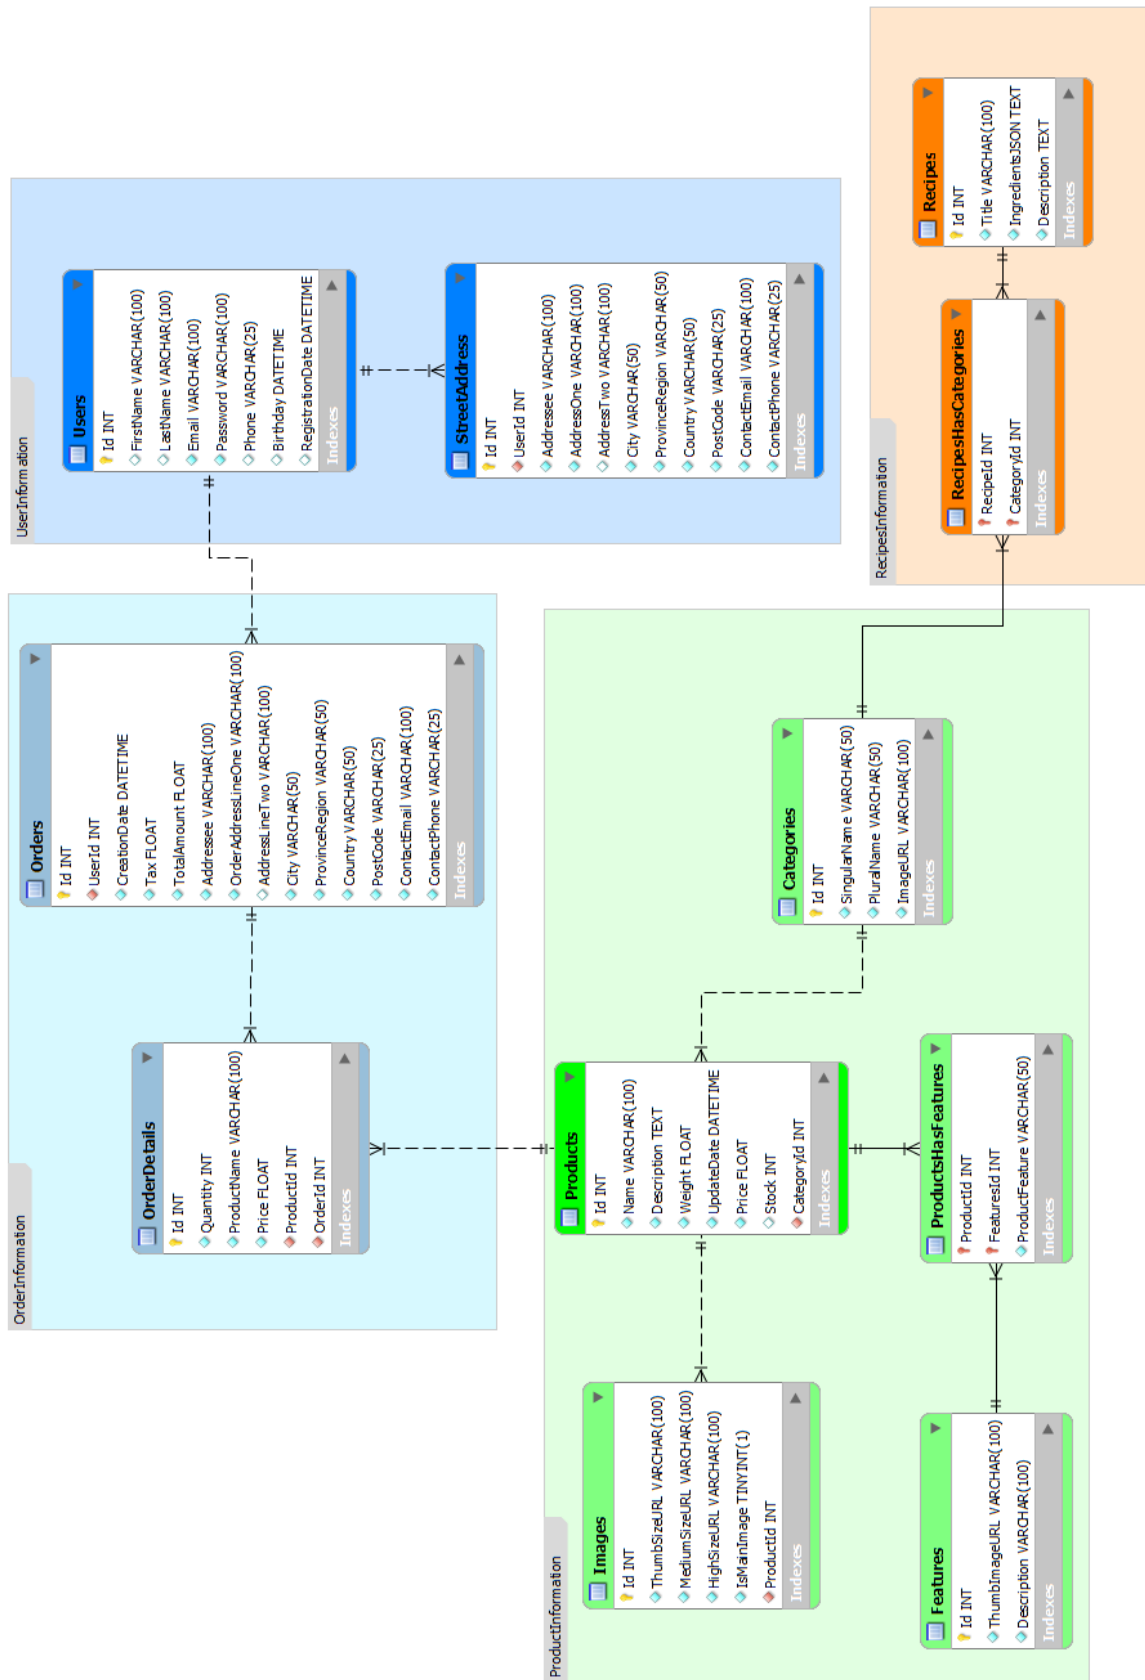 OrderInformation
OrderDetails
Id INT
Quantity INT
ProductName VARCHAR(100)
Price FLOAT
ProductId INT
OrderId INT
Indexes
Orders
Id INT
UserId INT
CreationDate DATETIME
Tax FLOAT
TotalAmount FLOAT
Addressee VARCHAR(100)
OrderAddressLineOne VARCHAR(100)
AddressLineTwo VARCHAR(100)
City VARCHAR(50)
ProvinceRegion VARCHAR(50)
Country VARCHAR(50)
PostCode VARCHAR(25)
ContactEmail VARCHAR(100)
ContactPhone VARCHAR(25)
Indexes
UserInformation
Users
Id INT
FirstName VARCHAR(100)
LastName VARCHAR(100)
Email VARCHAR(100)
Password VARCHAR(100)
Phone VARCHAR(25)
Birthday DATETIME
RegistrationDate DATETIME
Indexes
StreetAddress
Id INT
UserId INT
Addressee VARCHAR(100)
AddressOne VARCHAR(100)
AddressTwo VARCHAR(100)
City VARCHAR(50)
ProvinceRegion VARCHAR(50)
Country VARCHAR(50)
PostCode VARCHAR(25)
ContactEmail VARCHAR(100)
ContactPhone VARCHAR(25)
Indexes
ProductInformation
Images
Id INT
ThumbSizeURL VARCHAR(100)
MediumSizeURL VARCHAR(100)
HighSizeURL VARCHAR(100)
IsMainImage TINYINT(1)
ProductId INT
Indexes
Products
Id INT
Name VARCHAR(100)
Description TEXT
Weight FLOAT
UpdateDate DATETIME
Price FLOAT
Stock INT
CategoryId INT
Indexes
Categories
Id INT
SingularName VARCHAR(50)
PluralName VARCHAR(50)
ImageURL VARCHAR(100)
Indexes
Features
Id INT
ThumbImageURL VARCHAR(100)
Description VARCHAR(100)
Indexes
ProductsHasFeatures
ProductId INT
FeaturesId INT
ProductFeature VARCHAR(50)
Indexes
RecipesInformation
RecipesHasCategories
RecipeId INT
CategoryId INT
Indexes
Recipes
Id INT
Title VARCHAR(100)
IngredientsJSON TEXT
Description TEXT
Indexes